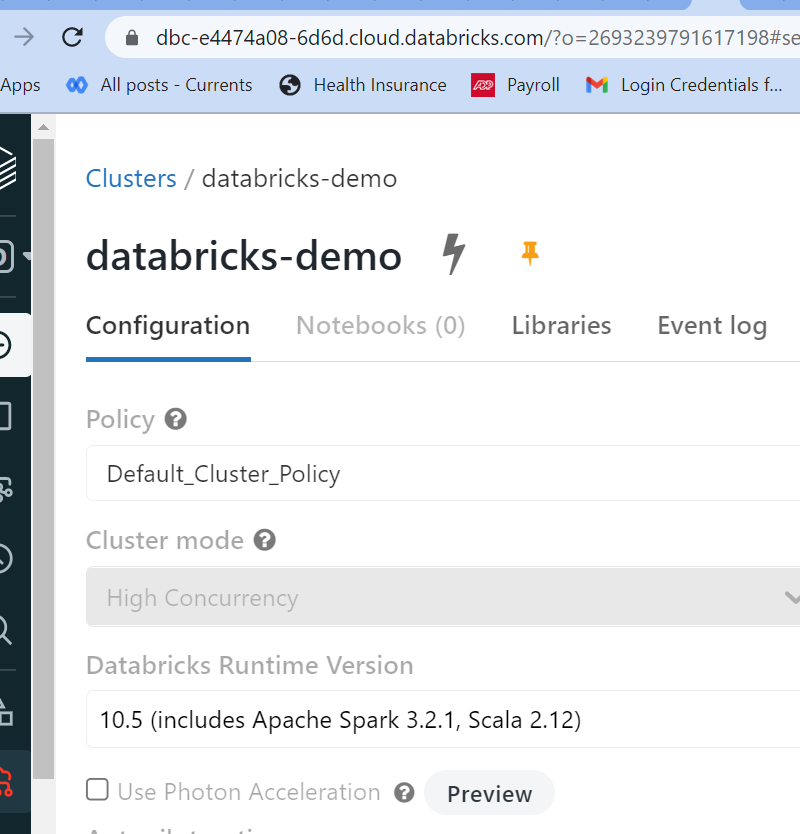 dbc-e4474a08-6d6d.cloud.databricks.com/?o=2693239791617198#se
Apps All posts - Currents Health Insurance Payroll Login Credentials f...
Clusters / databricks-demo
databricks-demo
Configuration Notebooks (0) Libraries Event log
Policy ?
Default_Cluster_Policy
Cluster mode ?
High Concurrency
Databricks Runtime Version
10.5 (includes Apache Spark 3.2.1, Scala 2.12)
Use Photon Acceleration ? Preview